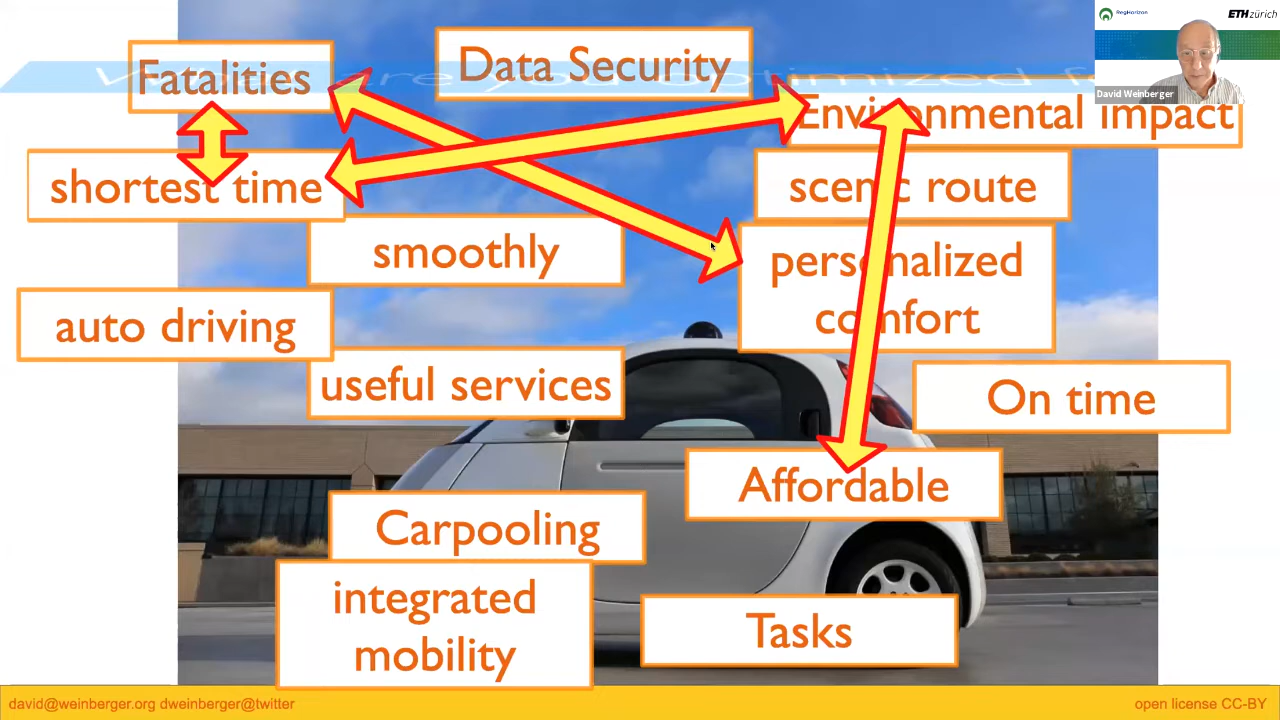 RegHorizon
ETH zürich
David Weinberger
Fatalities
Data Security
Environmental Impact
shortest time
scenic route
smoothly
personalized
comfort
auto driving
useful services
On time
Affordable
Carpooling
integrated
mobility
Tasks
david@weinberger.org dweinberger@twitter
open license CC-BY